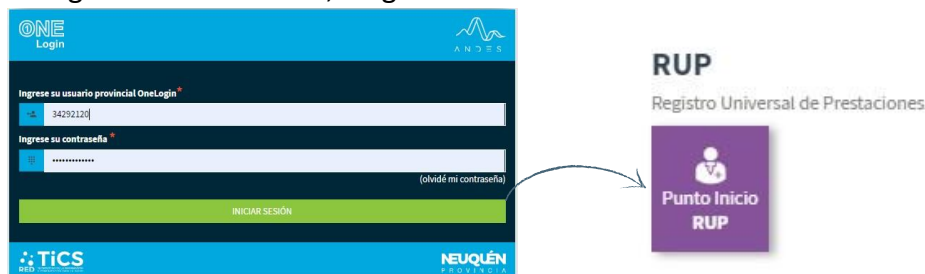 ONE
Login
ANDES
Ingrese su usuario provincial OneLogin*
34292120
Ingrese su contraseña *
•••••••••••••
(olvidé mi contraseña)
INICIAR SESIÓN
RED TiCS
NEUQUÉN
PROVINCIA
RUP
Registro Universal de Prestaciones
Punto Inicio
RUP